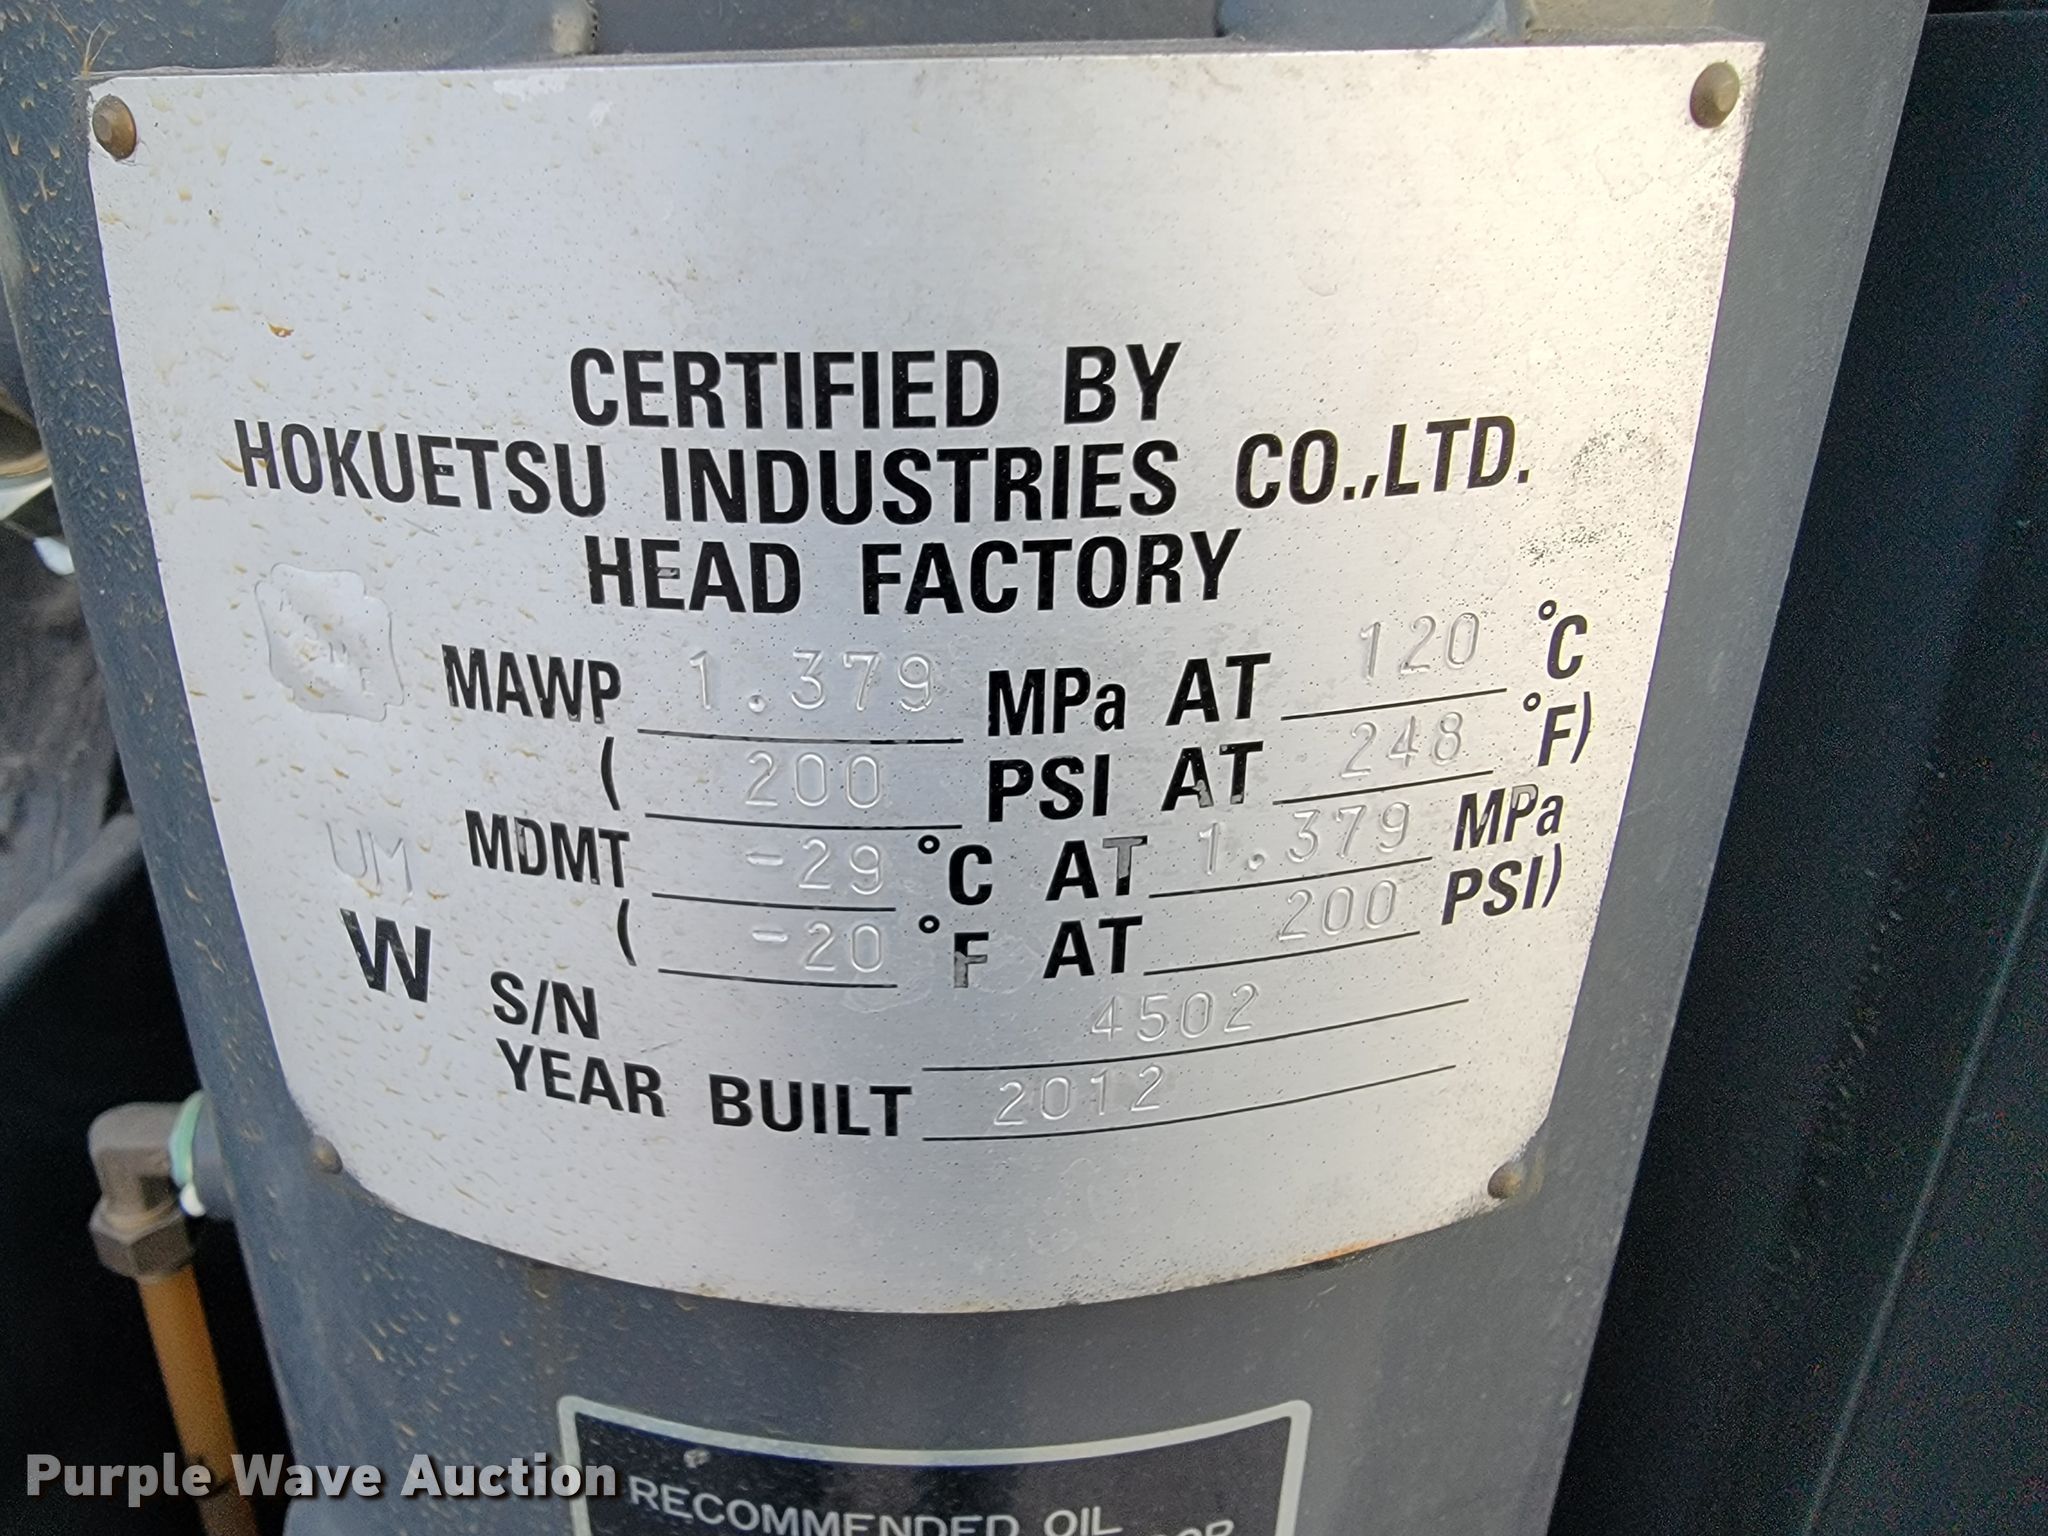 CERTIFIED BY
HOKUETSU INDUSTRIES CO.,LTD.
HEAD FACTORY
MAWP 1.379 MPa AT 120 °C
( 200 PSI AT 248 °F)
UM MDMT -29 °C AT 1.379 MPa
W ( -20 °F AT 200 PSI)
S/N 4502
YEAR BUILT 2012
RECOMMENDED OIL
Purple Wave Auction